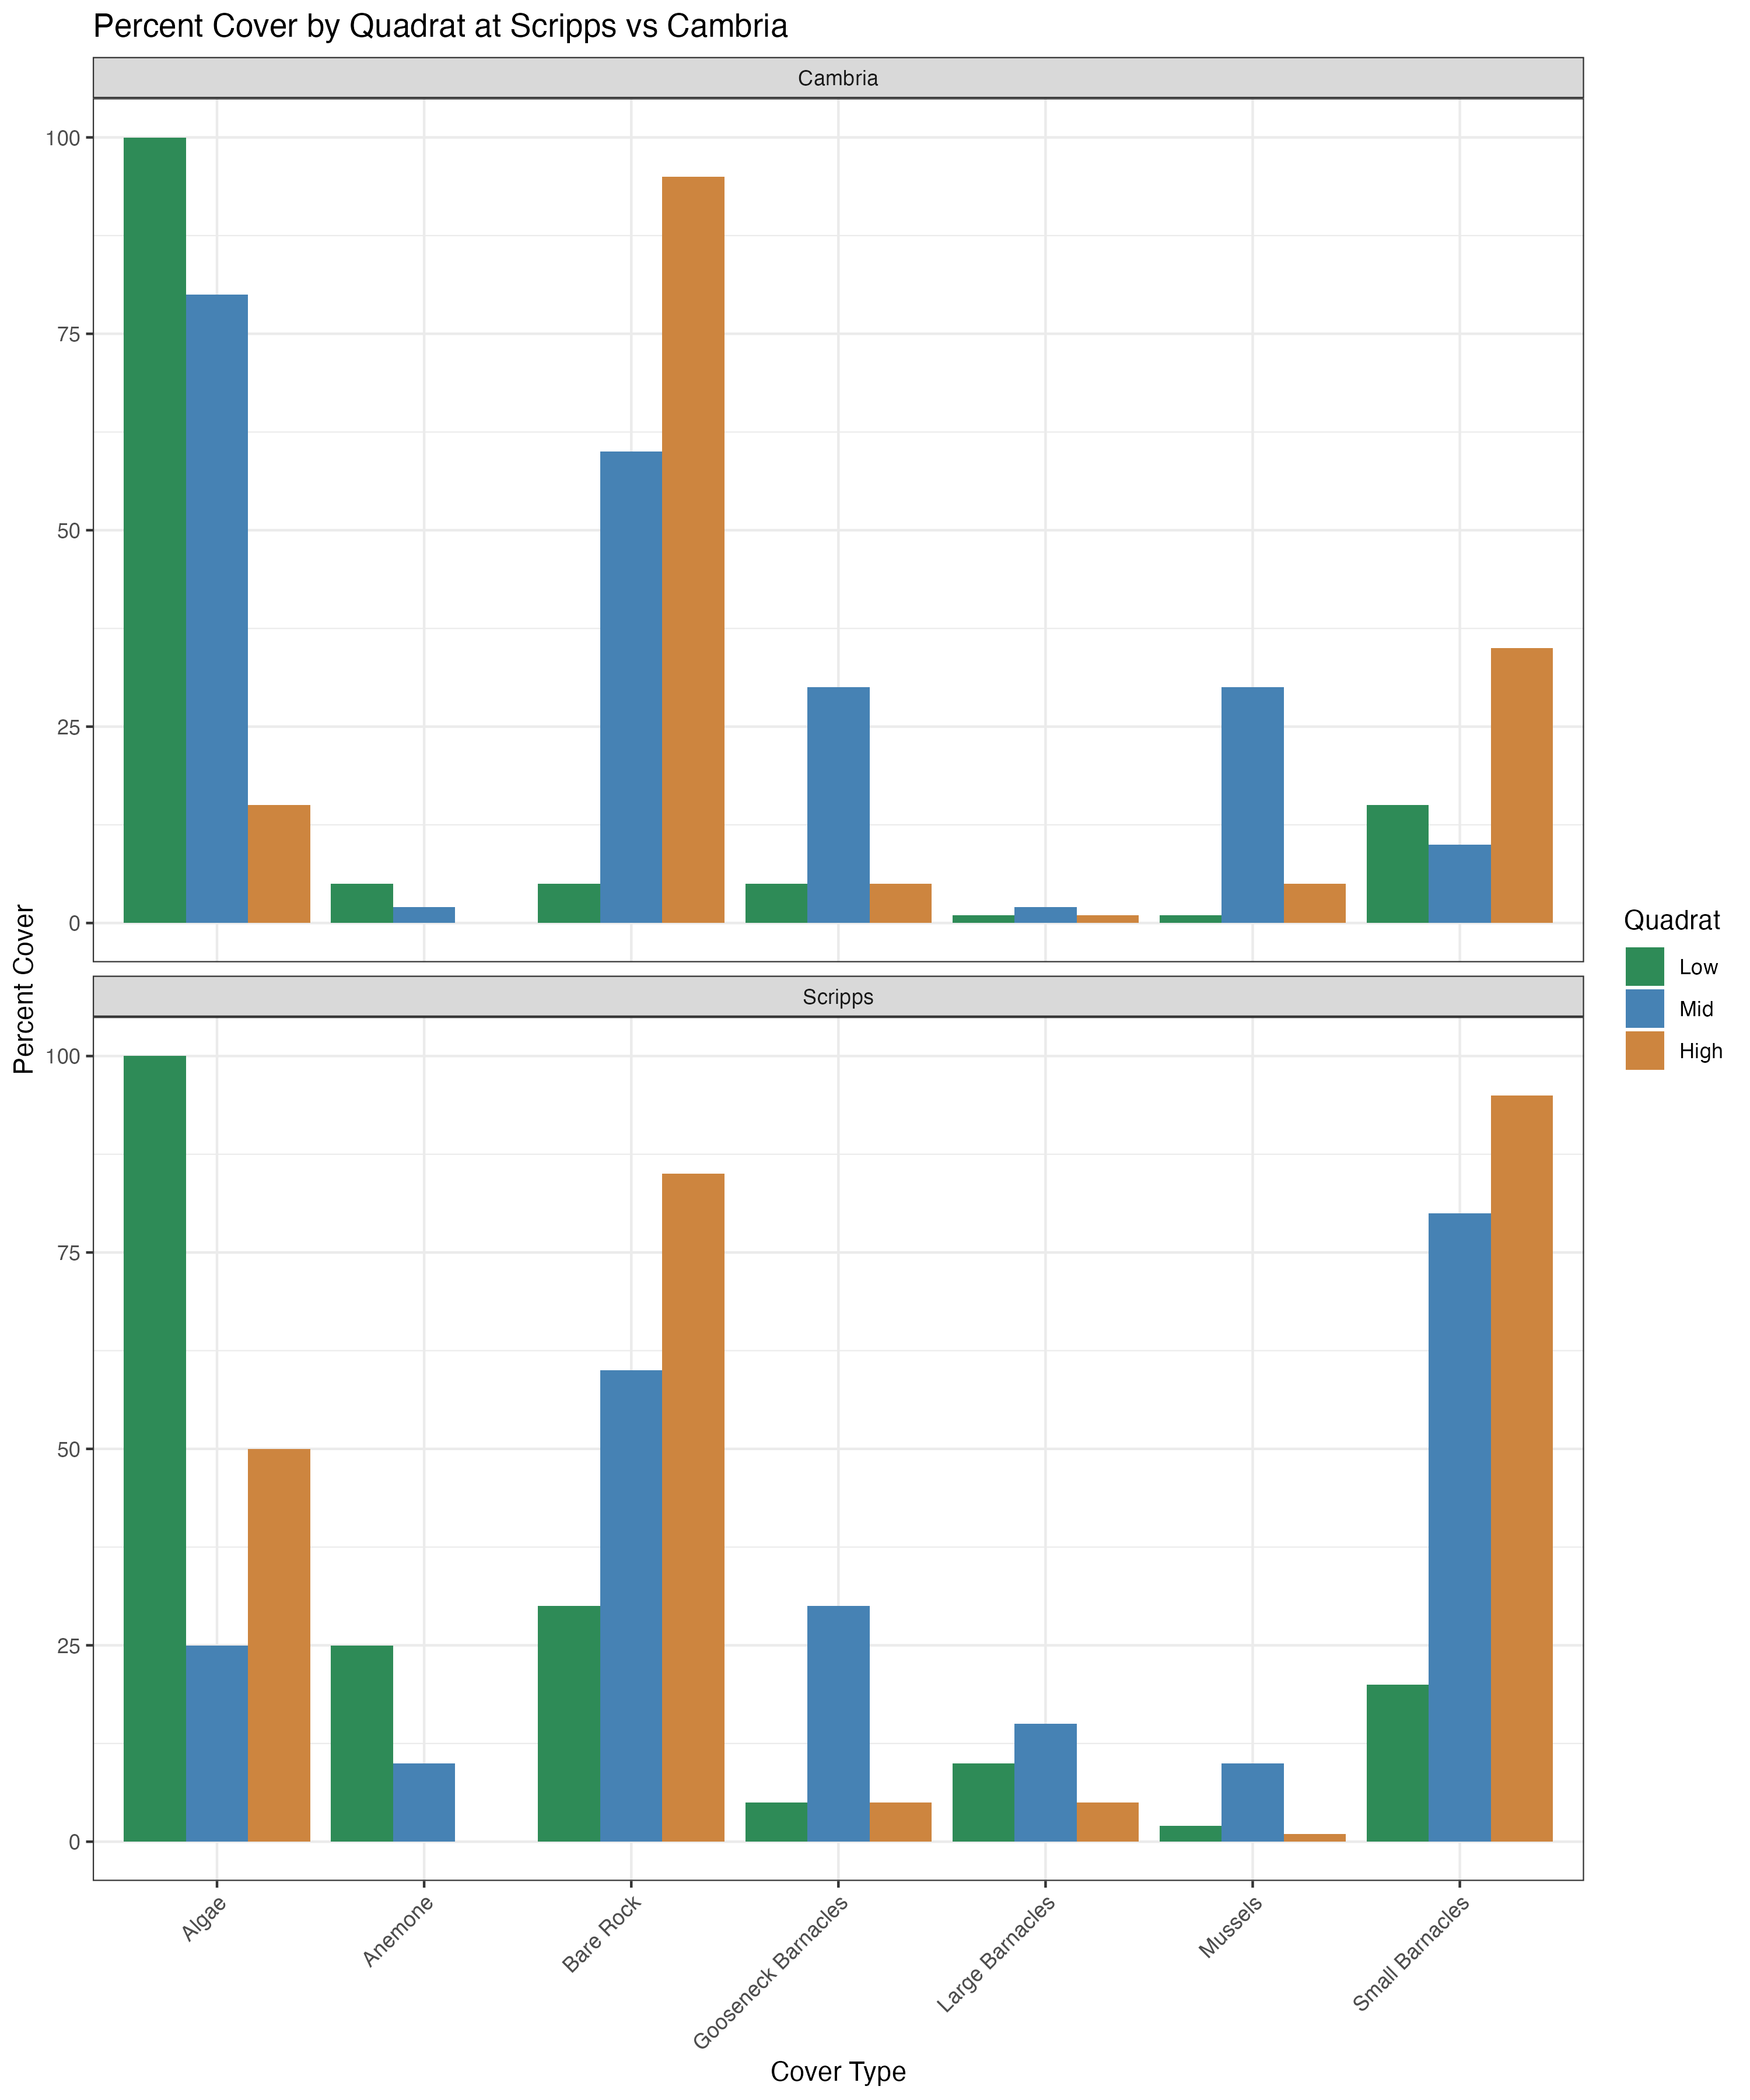 Percent Cover by Quadrat at Scripps vs Cambria
Cambria
100
75
50
25
0
Percent Cover
Scripps
100
75
50
25
0
Quadrat
Low
Mid
High
Algae
Anemone
Bare Rock
Gooseneck Barnacles
Large Barnacles
Mussels
Small Barnacles
Cover Type